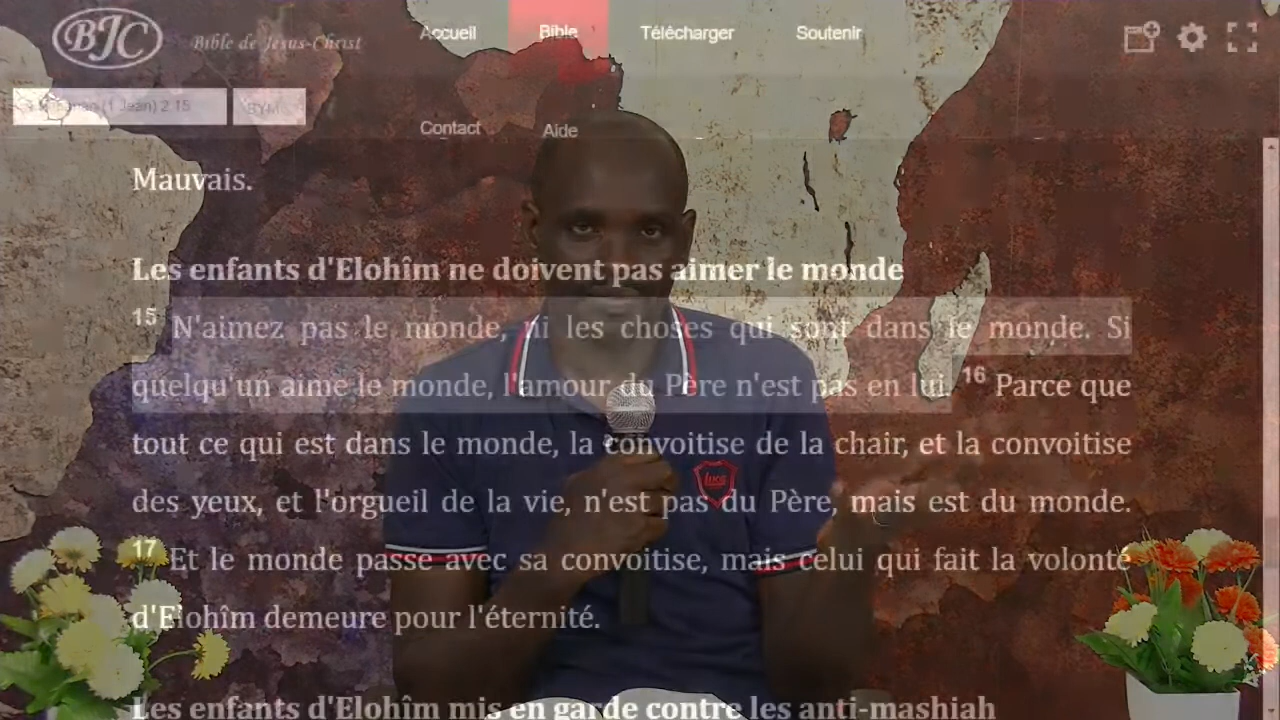 BJC
Bible de Jésus-Christ
Accueil
Bible
Télécharger
Soutenir
(1 Jean) 2:15
BYM
Contact
Aide
Mauvais.
Les enfants d'Elohîm ne doivent pas aimer le monde
15 N'aimez pas le monde, ni les choses qui sont dans le monde. Si
quelqu'un aime le monde, l'amour du Père n'est pas en lui. 16 Parce que
tout ce qui est dans le monde, la convoitise de la chair, et la convoitise
des yeux, et l'orgueil de la vie, n'est pas du Père, mais est du monde.
17 Et le monde passe avec sa convoitise, mais celui qui fait la volonté
d'Elohîm demeure pour l'éternité.
Les enfants d'Elohîm mis en garde contre les anti-mashiah